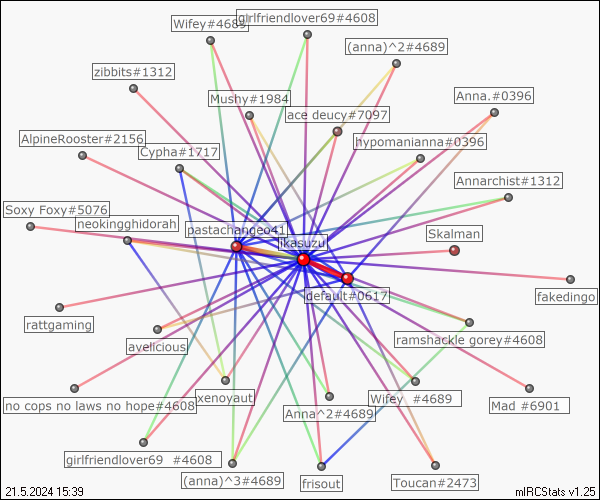 Wifey#4689
girlfriendlover69#4608
(anna)^2#4689
zibbits#1312
Mushy#1984
Anna.#0396
ace deucy#7097
AlpineRooster#2156
hypomanianna#0396
Cypha#1717
Annarchist#1312
Soxy Foxy#5076
neokingghidorah
pastachangeo41
Skalman
jkasuzu
default#0617
fakedingo
rattgaming
avelicious
ramshackle gorey#4608
xenoyaut
no cops no laws no hope#4608
Anna^2#4689
Wifey #4689
Mad #6901
girlfriendlover69 #4608
(anna)^3#4689
frisout
Toucan#2473
21.5.2024 15:39
mIRCStats v1.25